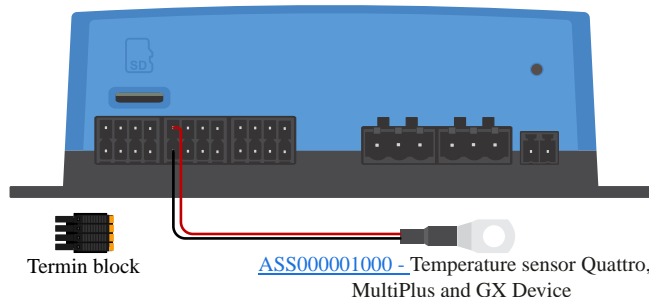 SD
Termin block
ASS000001000 - Temperature sensor Quattro,
MultiPlus and GX Device